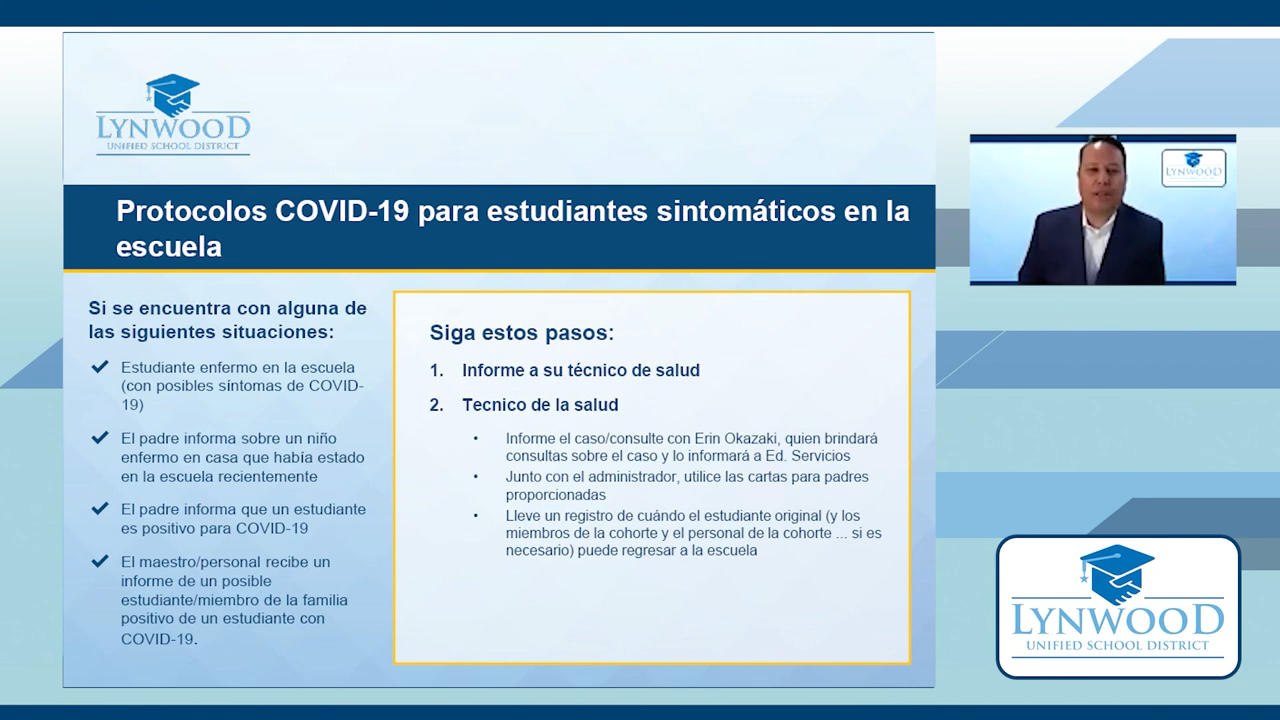 LYNWOOD
UNIFIED SCHOOL DISTRICT
Protocolos COVID-19 para estudiantes sintomáticos en la
escuela
Si se encuentra con alguna de
las siguientes situaciones:
Estudiante enfermo en la escuela
(con posibles síntomas de COVID-
19)
El padre informa sobre un niño
enfermo en casa que había estado
en la escuela recientemente
El padre informa que un estudiante
es positivo para COVID-19
El maestro/personal recibe un
informe de un posible
estudiante/miembro de la familia
positivo de un estudiante con
COVID-19.
Siga estos pasos:
1. Informe a su técnico de salud
2. Tecnico de la salud
• Informe el caso/consulte con Erin Okazaki, quien brindará
consultas sobre el caso y lo informará a Ed. Servicios
• Junto con el administrador, utilice las cartas para padres
proporcionadas
• Lleve un registro de cuándo el estudiante original (y los
miembros de la cohorte y el personal de la cohorte ... si es
necesario) puede regresar a la escuela
LYNWOOD
LYNWOOD
UNIFIED SCHOOL DISTRICT